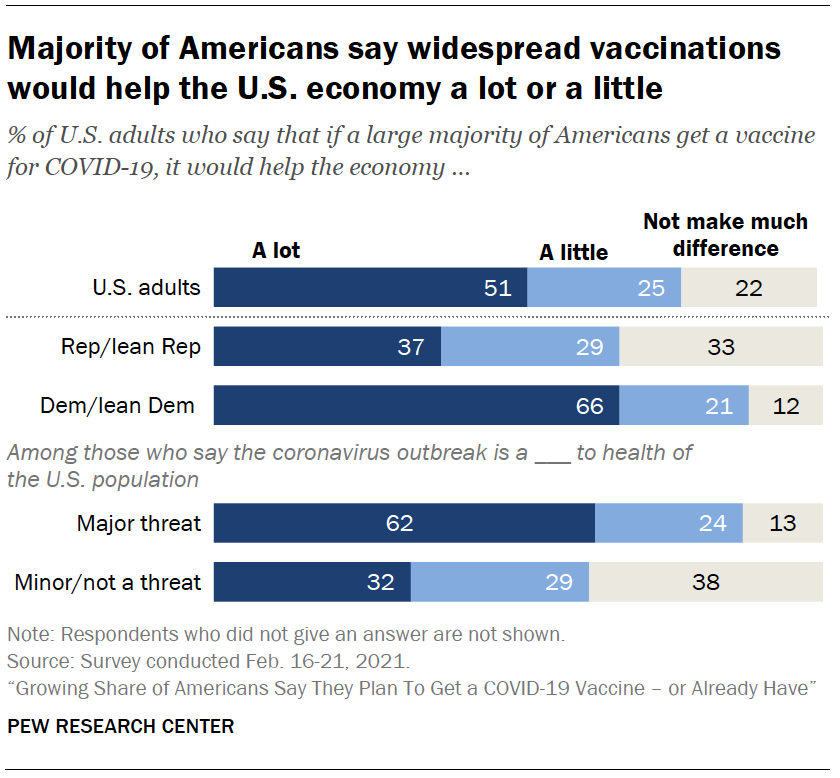 Majority of Americans say widespread vaccinations
would help the U.S. economy a lot or a little
% of U.S. adults who say that if a large majority of Americans get a vaccine
for COVID-19, it would help the economy ...
A lot
A little
Not make much
difference
U.S. adults 51 25 22
Rep/lean Rep 37 29 33
Dem/lean Dem 66 21 12
Among those who say the coronavirus outbreak is a ___ to health of
the U.S. population
Major threat 62 24 13
Minor/not a threat 32 29 38
Note: Respondents who did not give an answer are not shown.
Source: Survey conducted Feb. 16-21, 2021.
“Growing Share of Americans Say They Plan To Get a COVID-19 Vaccine – or Already Have”
PEW RESEARCH CENTER